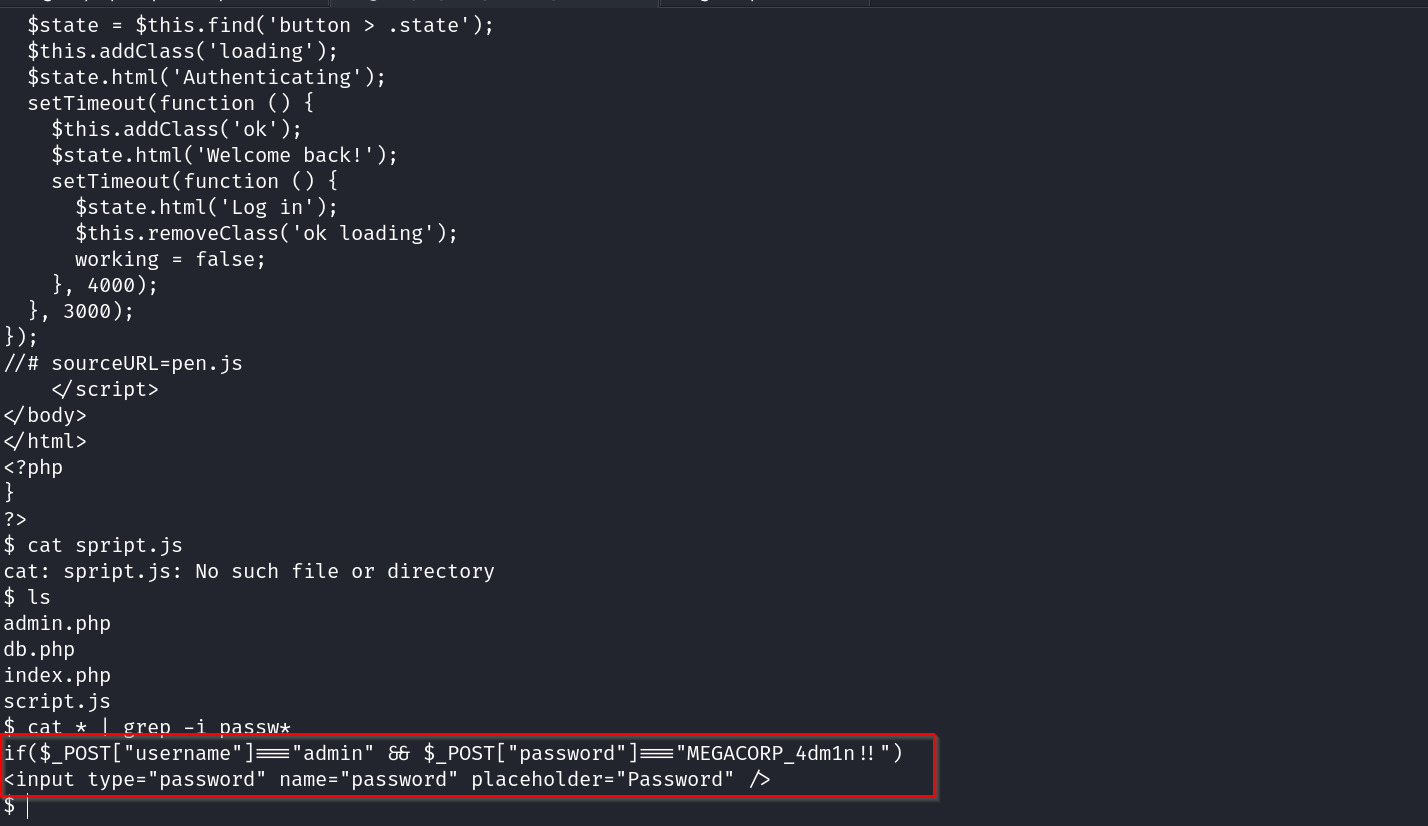 $state = $this.find('button > .state');
  $this.addClass('loading');
  $state.html('Authenticating');
  setTimeout(function () {
    $this.addClass('ok');
    $state.html('Welcome back!');
    setTimeout(function () {
      $state.html('Log in');
      $this.removeClass('ok loading');
      working = false;
    }, 4000);
  }, 3000);
});
//# sourceURL=pen.js
    </script>
</body>
</html>
<?php
}
?>
$ cat spript.js
cat: spript.js: No such file or directory
$ ls
admin.php
db.php
index.php
script.js
$ cat * | grep -i passw*
if($_POST["username"]==="admin" && $_POST["password"]==="MEGACORP_4dm1n!!")
<input type="password" name="password" placeholder="Password" />
$